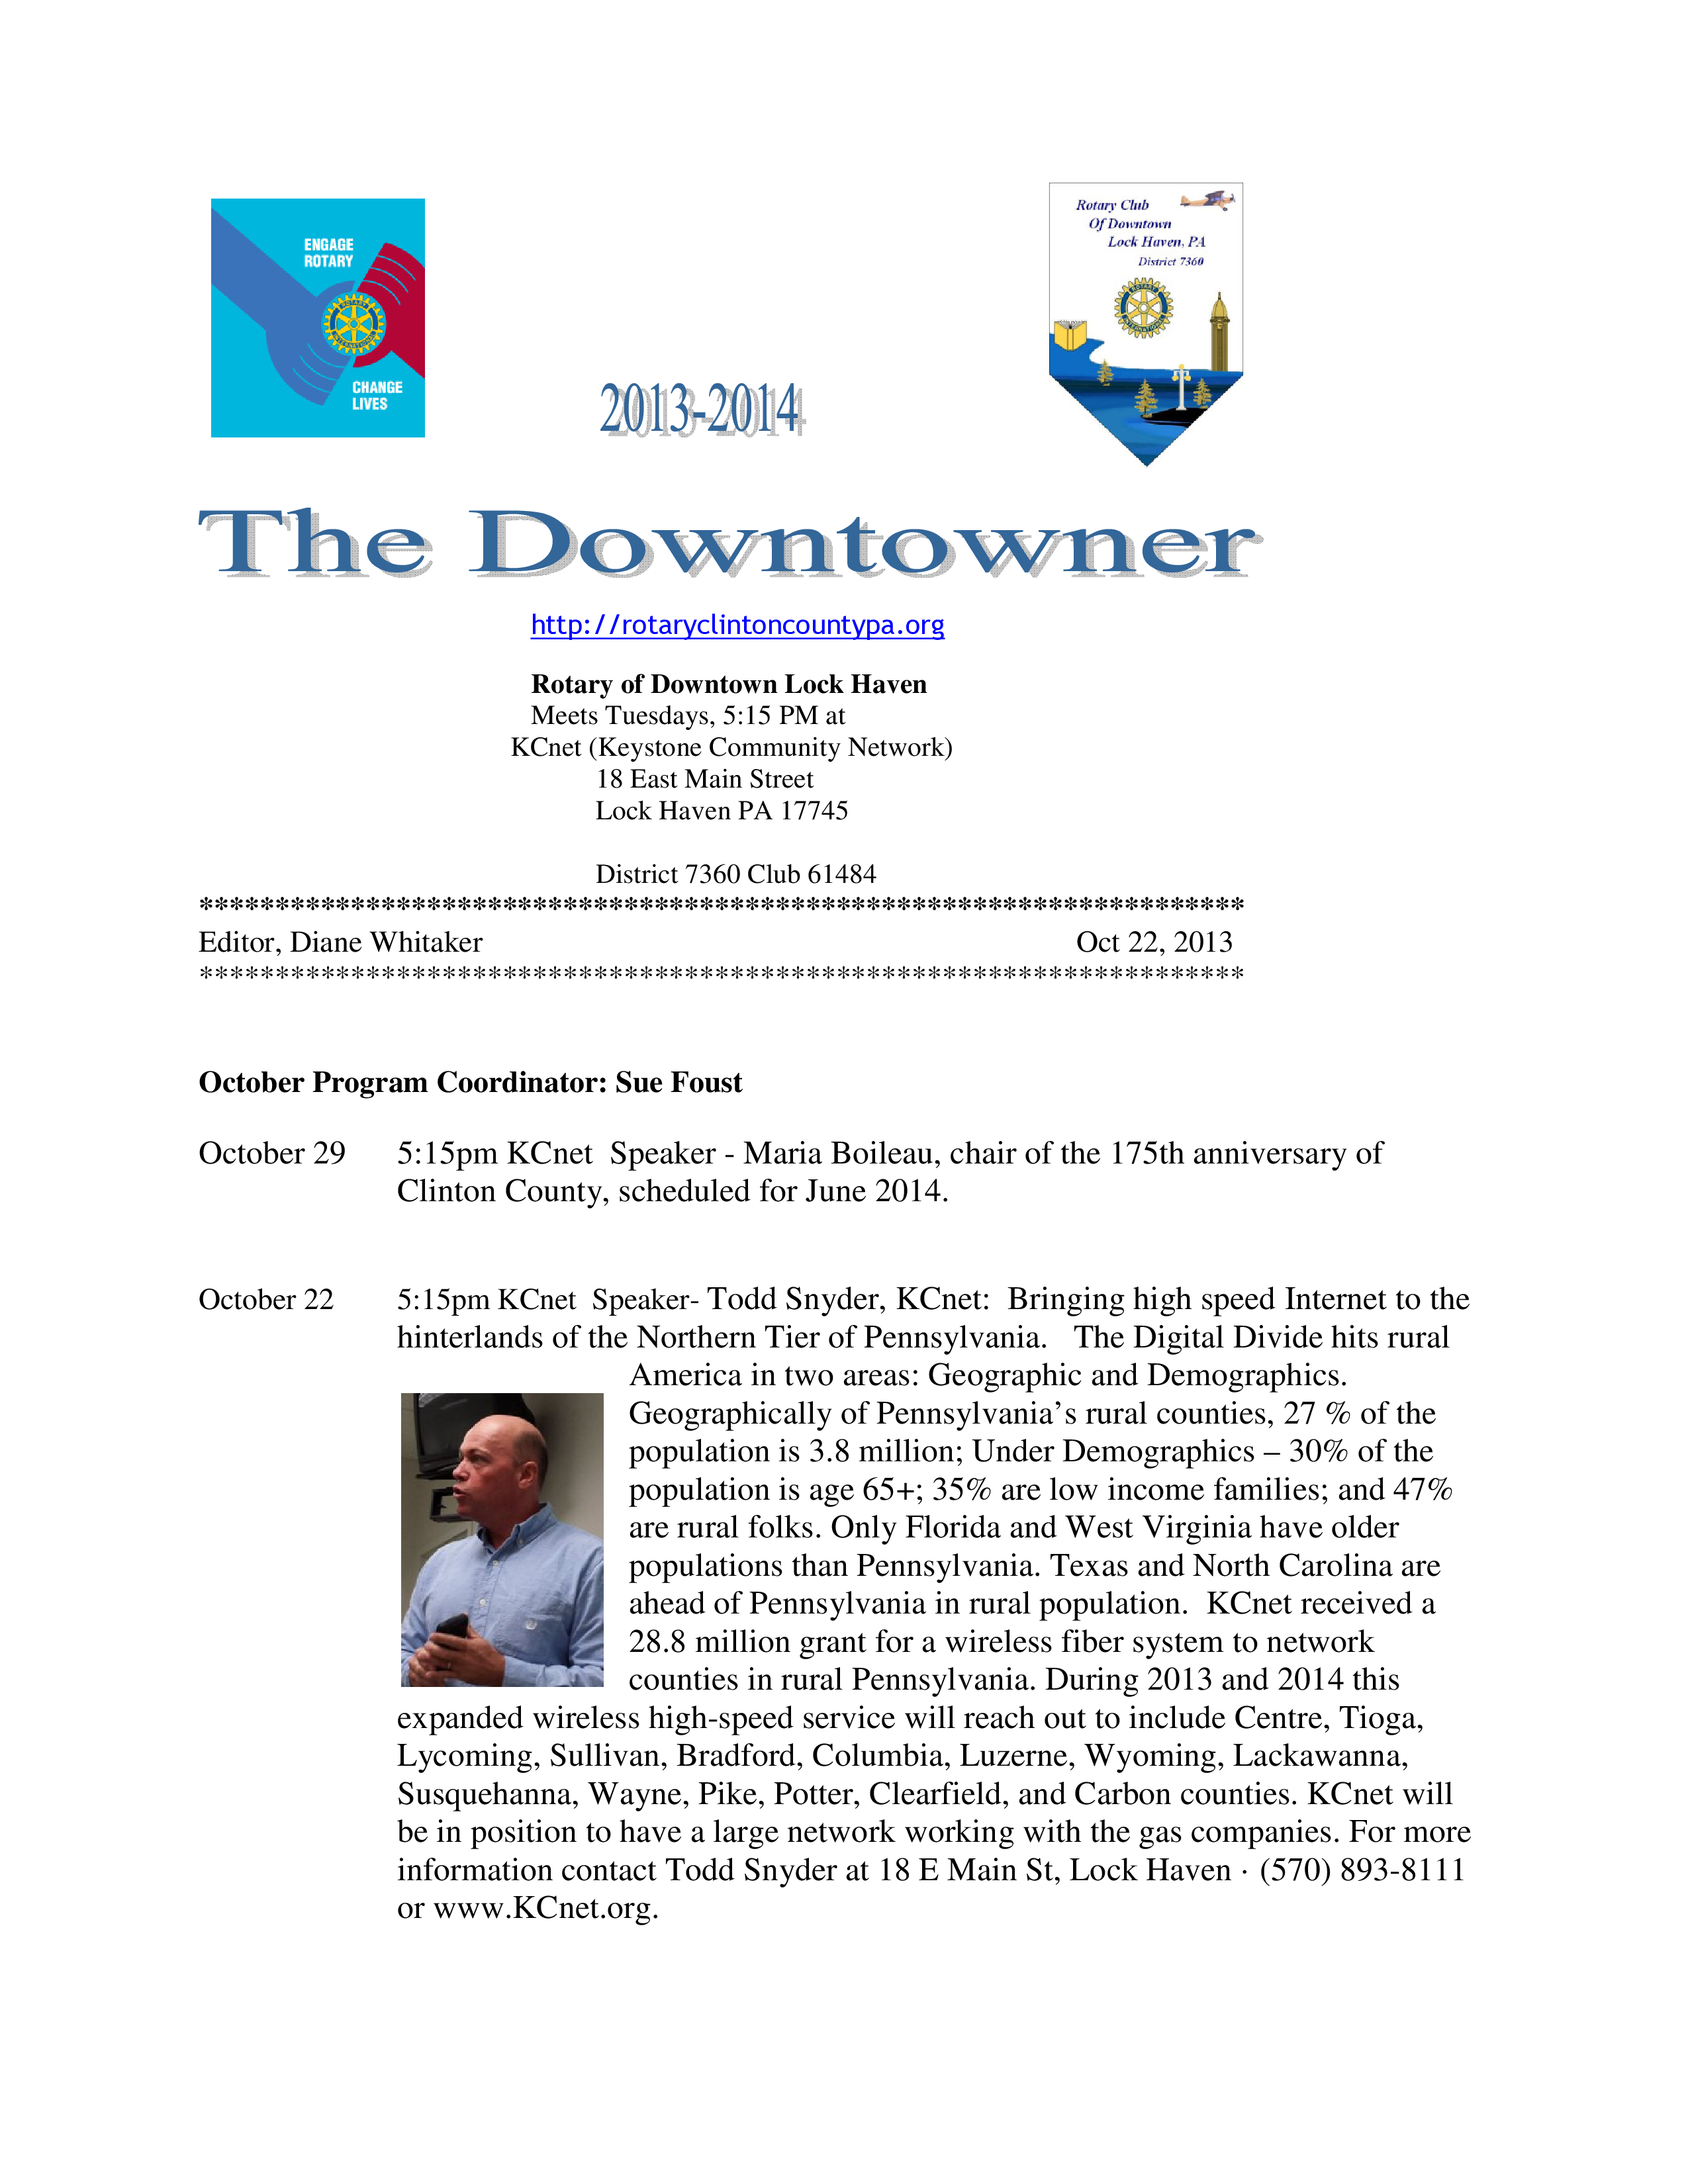 ENGAGE
ROTARY
CHANGE
LIVES
Rotary Club
Of Downtown
Lock Haven, PA
District 7360
ROTARY
INTERNATIONAL
2013-2014
The Downtowner
http://rotaryclintoncountypa.org
Rotary of Downtown Lock Haven
Meets Tuesdays, 5:15 PM at
KCnet (Keystone Community Network)
18 East Main Street
Lock Haven PA 17745
District 7360 Club 61484
*********************************************************************
Editor, Diane Whitaker Oct 22, 2013
*********************************************************************
October Program Coordinator: Sue Foust
October 29 5:15pm KCnet Speaker - Maria Boileau, chair of the 175th anniversary of
Clinton County, scheduled for June 2014.
October 22 5:15pm KCnet Speaker- Todd Snyder, KCnet: Bringing high speed Internet to the
hinterlands of the Northern Tier of Pennsylvania. The Digital Divide hits rural
America in two areas: Geographic and Demographics.
Geographically of Pennsylvania’s rural counties, 27 % of the
population is 3.8 million; Under Demographics – 30% of the
population is age 65+; 35% are low income families; and 47%
are rural folks. Only Florida and West Virginia have older
populations than Pennsylvania. Texas and North Carolina are
ahead of Pennsylvania in rural population. KCnet received a
28.8 million grant for a wireless fiber system to network
counties in rural Pennsylvania. During 2013 and 2014 this
expanded wireless high-speed service will reach out to include Centre, Tioga,
Lycoming, Sullivan, Bradford, Columbia, Luzerne, Wyoming, Lackawanna,
Susquehanna, Wayne, Pike, Potter, Clearfield, and Carbon counties. KCnet will
be in position to have a large network working with the gas companies. For more
information contact Todd Snyder at 18 E Main St, Lock Haven · (570) 893-8111
or www.KCnet.org.